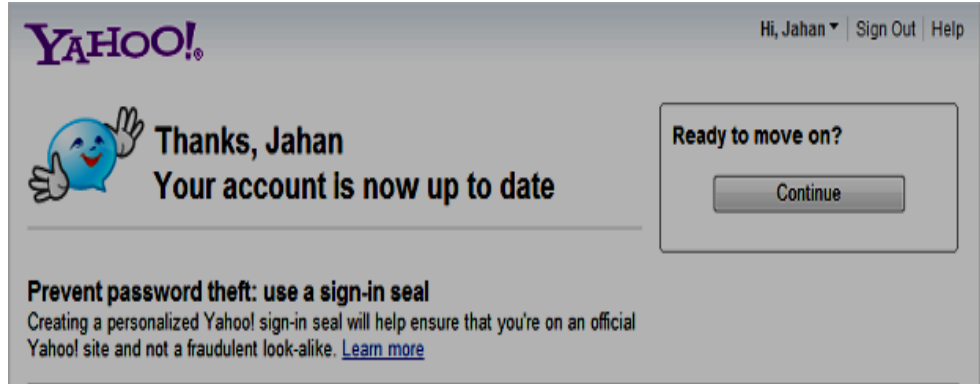 YAHOO!®
Hi, Jahan Sign Out Help
Thanks, Jahan
Your account is now up to date
Ready to move on?
Continue
Prevent password theft: use a sign-in seal
Creating a personalized Yahoo! sign-in seal will help ensure that you're on an official
Yahoo! site and not a fraudulent look-alike. Learn more